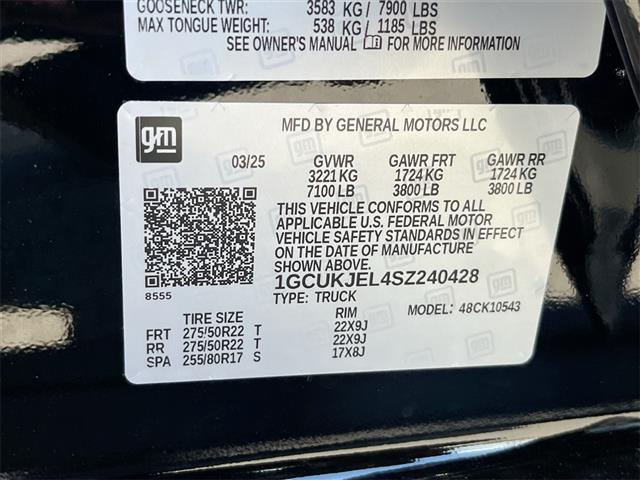 GOOSENECK TWR: 3583 KG / 7900 LBS
MAX TONGUE WEIGHT: 538 KG / 1185 LBS
SEE OWNER'S MANUAL FOR MORE INFORMATION
gm
MFD BY GENERAL MOTORS LLC
03/25 GVWR GAWR FRT GAWR RR
3221 KG 1724 KG 1724 KG
7100 LB 3800 LB 3800 LB
THIS VEHICLE CONFORMS TO ALL
APPLICABLE U.S. FEDERAL MOTOR
VEHICLE SAFETY STANDARDS IN EFFECT
ON THE DATE OF MANUFACTURE
SHOWN ABOVE.
1GCUKJEL4SZ240428
8555 TYPE: TRUCK MODEL: 48CK10543
TIRE SIZE RIM
FRT 275/50R22 T 22X9J
RR 275/50R22 T 22X9J
SPA 255/80R17 S 17X8J